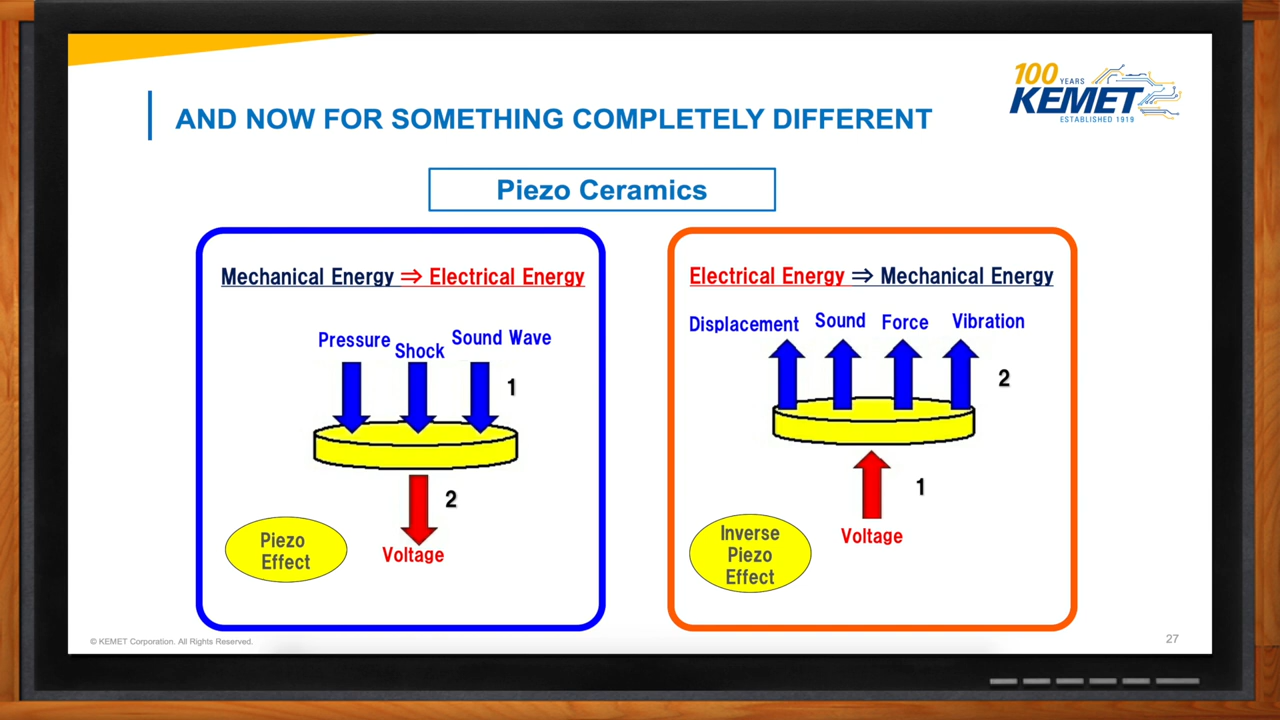 100 YEARS
KEMET
ESTABLISHED 1919
AND NOW FOR SOMETHING COMPLETELY DIFFERENT
Piezo Ceramics
Mechanical Energy ⇒ Electrical Energy
Pressure
Shock
Sound Wave
1
2
Voltage
Piezo
Effect
Electrical Energy ⇒ Mechanical Energy
Displacement
Sound
Force
Vibration
2
1
Voltage
Inverse
Piezo
Effect
© KEMET Corporation. All Rights Reserved.
27